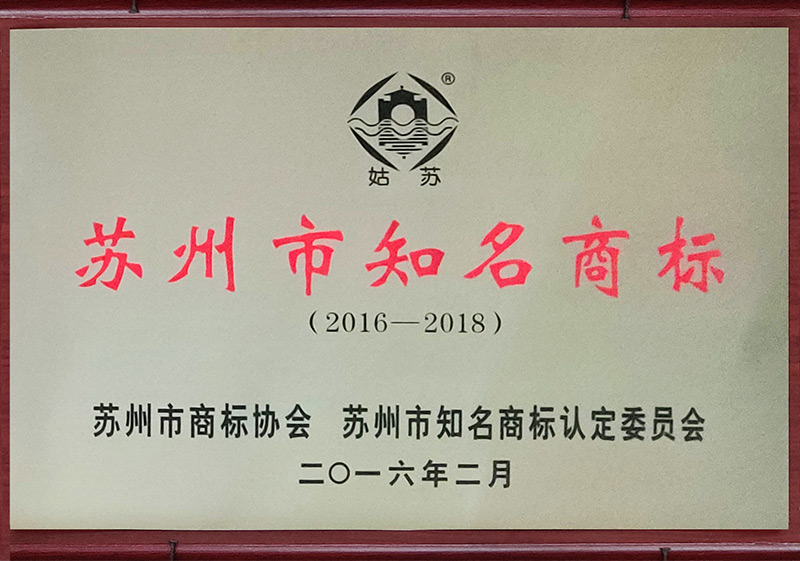 ®
姑苏
苏州市知名商标
（2016—2018）
苏州市商标协会 苏州市知名商标认定委员会
二〇一六年二月